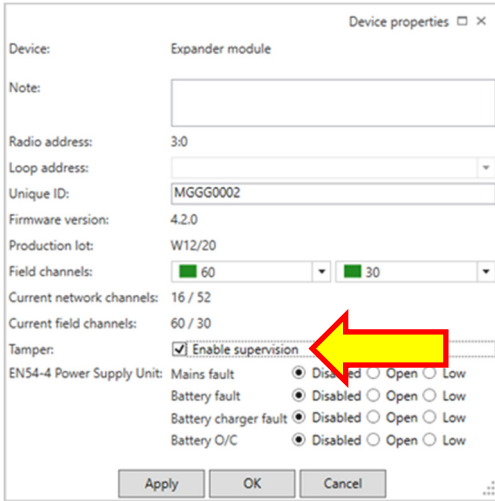 Device properties
Device: Expander module
Note:
Radio address: 3:0
Loop address:
Unique ID: MGGG0002
Firmware version: 4.2.0
Production lot: W12/20
Field channels: 60 30
Current network channels: 16 / 52
Current field channels: 60 / 30
Tamper: Enable supervision
EN54-4 Power Supply Unit: Mains fault Disabled Open Low
Battery fault Disabled Open Low
Battery charger fault Disabled Open Low
Battery O/C Disabled Open Low
Apply OK Cancel